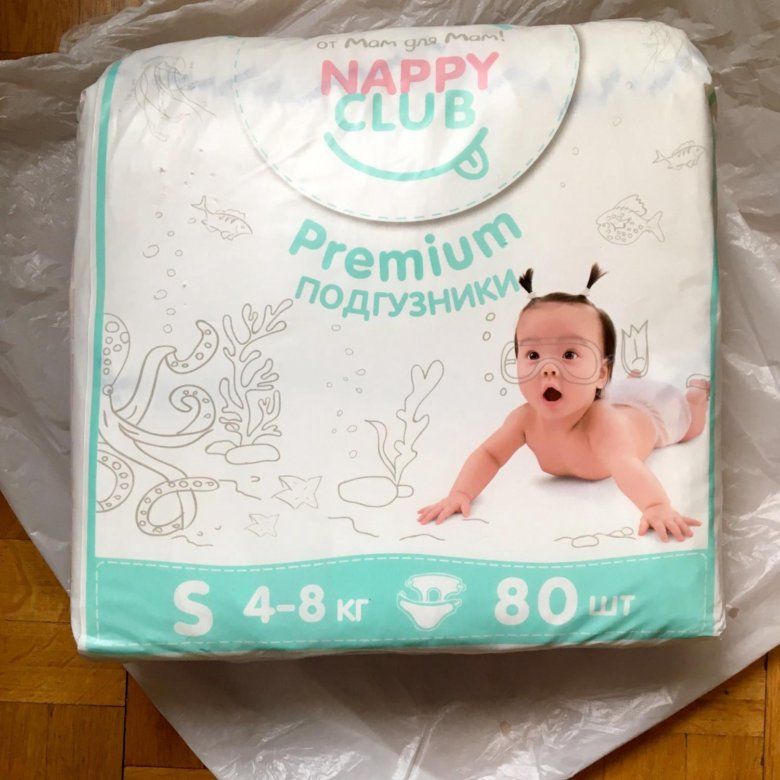 от Мам для Мам!
NAPPY
CLUB
Premium
ПОДГУЗНИКИ
S 4-8 кг 80 шт